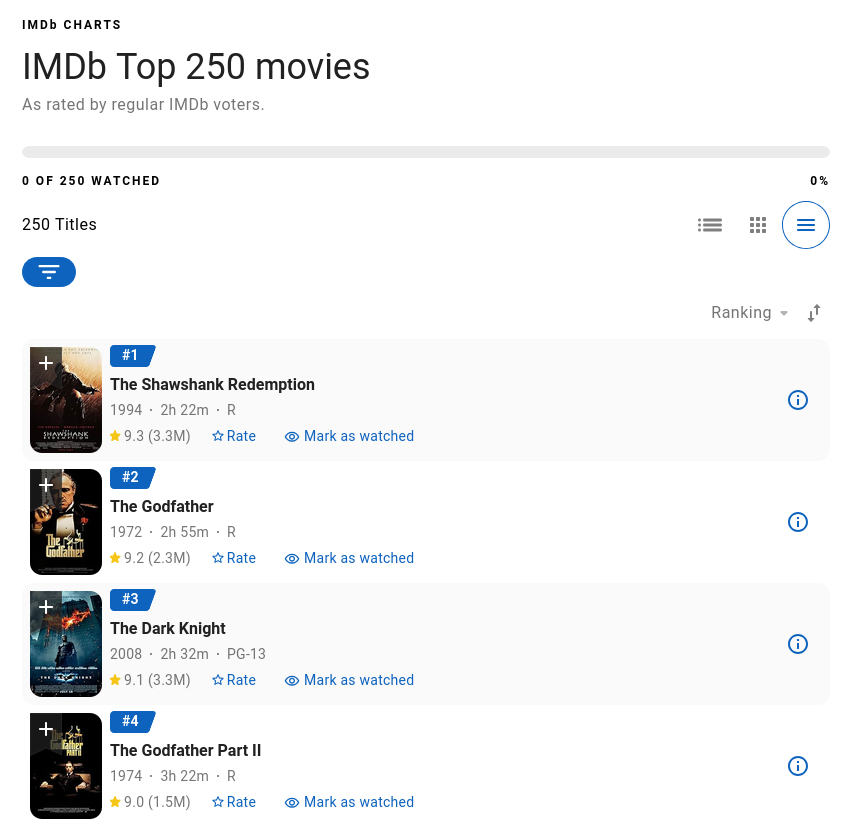 IMDb CHARTS
IMDb Top 250 movies
As rated by regular IMDb voters.
0 OF 250 WATCHED 0%
250 Titles
Ranking
#1
The Shawshank Redemption
1994 · 2h 22m · R
9.3 (3.3M) Rate Mark as watched
SHAWSHANK
REDEMPTION
#2
The Godfather
1972 · 2h 55m · R
9.2 (2.3M) Rate Mark as watched
The
Godfather
#3
The Dark Knight
2008 · 2h 32m · PG-13
9.1 (3.3M) Rate Mark as watched
#4
The Godfather Part II
1974 · 3h 22m · R
9.0 (1.5M) Rate Mark as watched